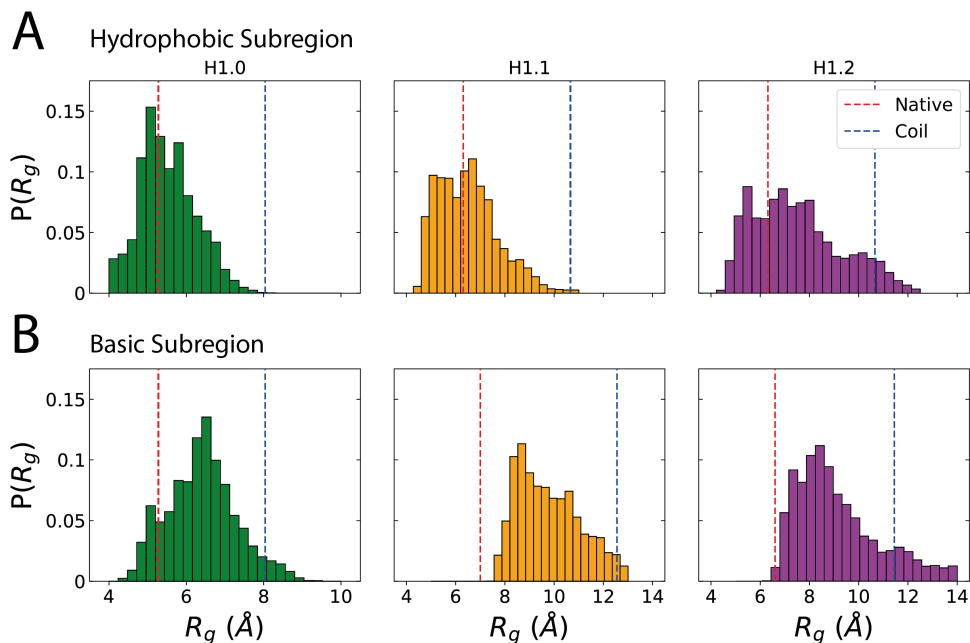 A
Hydrophobic Subregion
H1.0
H1.1
H1.2
P(Rg)
0.15
0.1
0.05
0
Native
Coil
B
Basic Subregion
P(Rg)
0.15
0.1
0.05
0
4 6 8 10
4 6 8 10 12 14
4 6 8 10 12 14
Rg (Å)
Rg (Å)
Rg (Å)